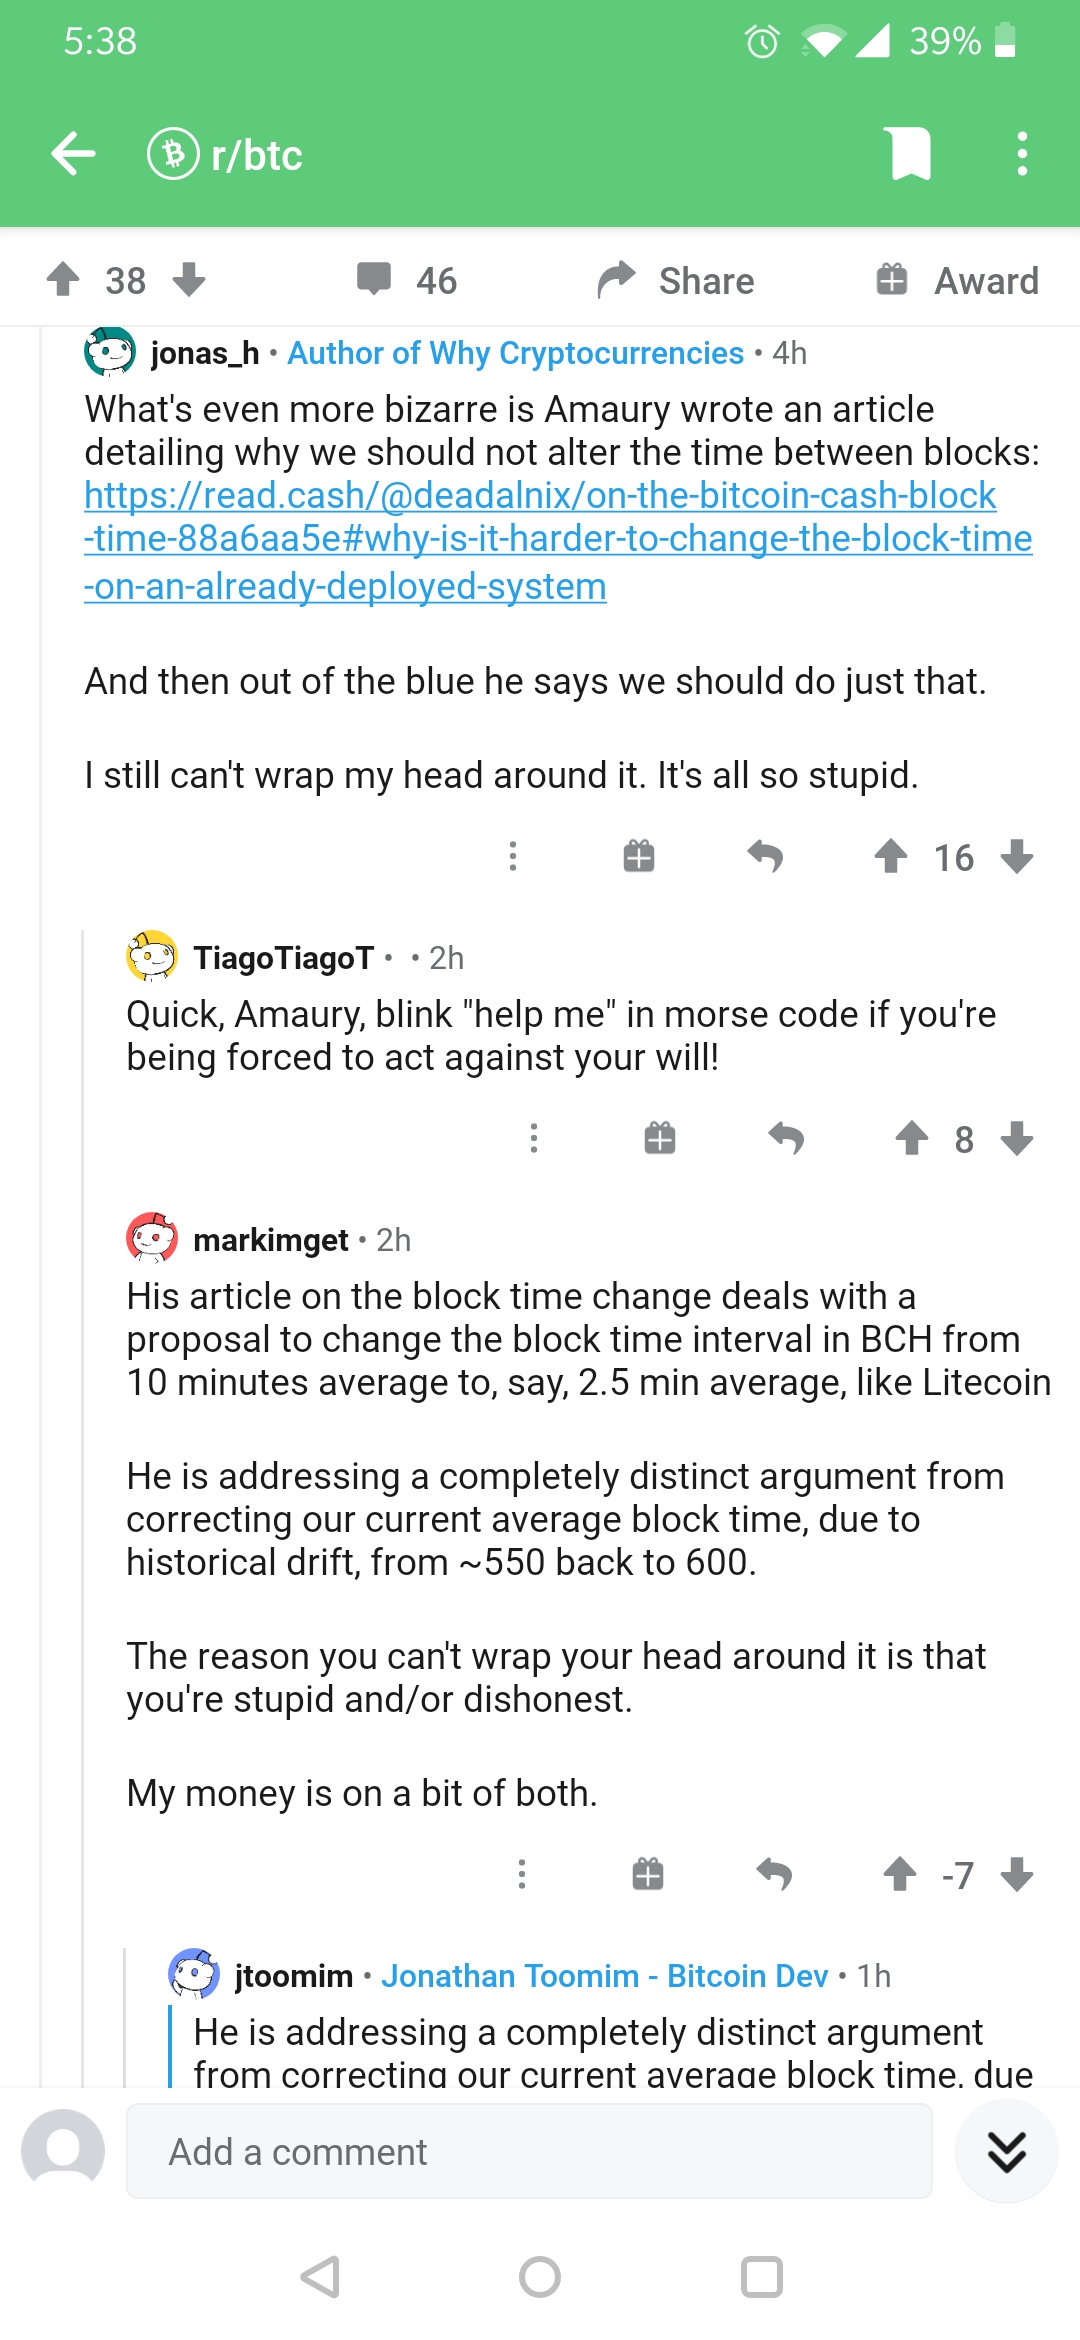 5:38
39%
r/btc
38
46
Share
Award
jonas_h • Author of Why Cryptocurrencies • 4h
What's even more bizarre is Amaury wrote an article
detailing why we should not alter the time between blocks:
https://read.cash/@deadalnix/on-the-bitcoin-cash-block
-time-88a6aa5e#why-is-it-harder-to-change-the-block-time
-on-an-already-deployed-system
And then out of the blue he says we should do just that.
I still can't wrap my head around it. It's all so stupid.
16
TiagoTiagoT • • 2h
Quick, Amaury, blink "help me" in morse code if you're
being forced to act against your will!
8
markimget • 2h
His article on the block time change deals with a
proposal to change the block time interval in BCH from
10 minutes average to, say, 2.5 min average, like Litecoin
He is addressing a completely distinct argument from
correcting our current average block time, due to
historical drift, from ~550 back to 600.
The reason you can't wrap your head around it is that
you're stupid and/or dishonest.
My money is on a bit of both.
-7
jtoomim • Jonathan Toomim - Bitcoin Dev • 1h
He is addressing a completely distinct argument
from correcting our current average block time, due
Add a comment